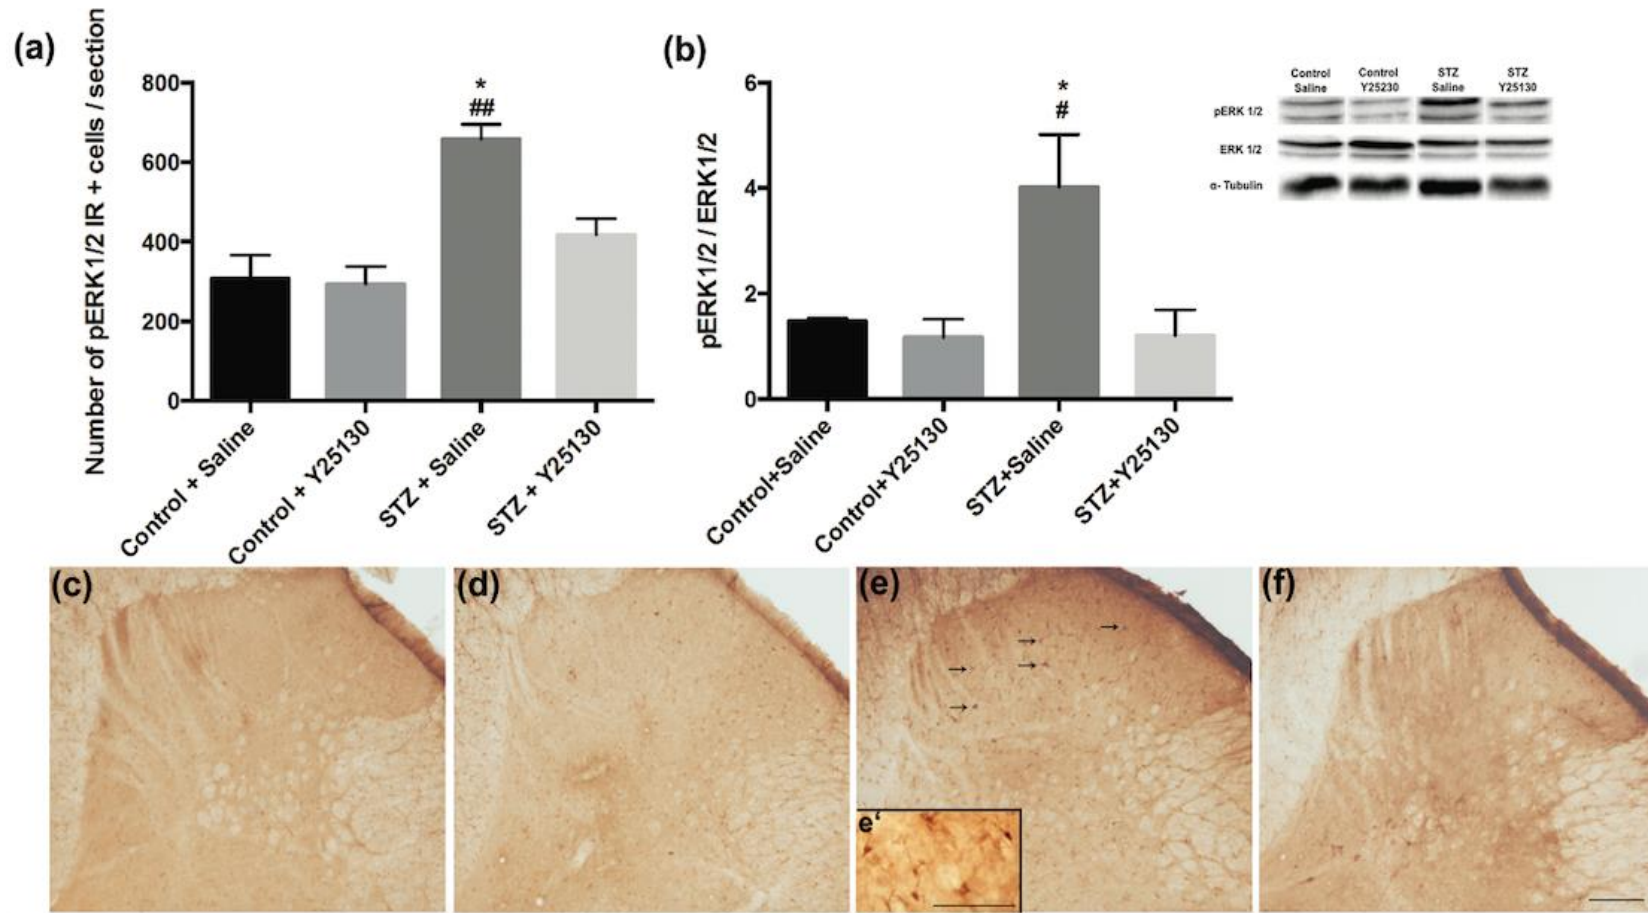 (a)
Number of pERK1/2 IR + cells / section
800
600
400
200
0
*
##
Control + Saline
Control + Y25130
STZ + Saline
STZ + Y25130
(b)
pERK1/2 / ERK1/2
6
4
2
0
*
#
Control+Saline
Control+Y25130
STZ+Saline
STZ+Y25130
Control Control STZ STZ
Saline Y25230 Saline Y25130
pERK 1/2
ERK 1/2
α- Tubulin
(c)
(d)
(e)
(f)
e‘